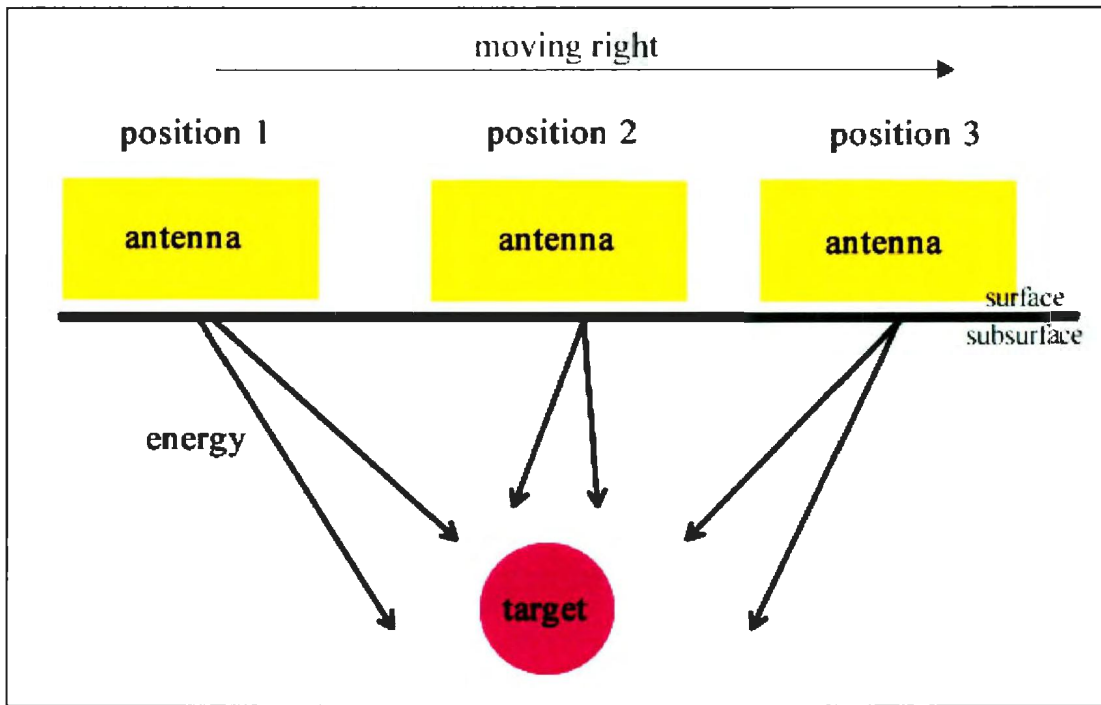 moving right
position 1
position 2
position 3
antenna
antenna
antenna
surface
subsurface
energy
target